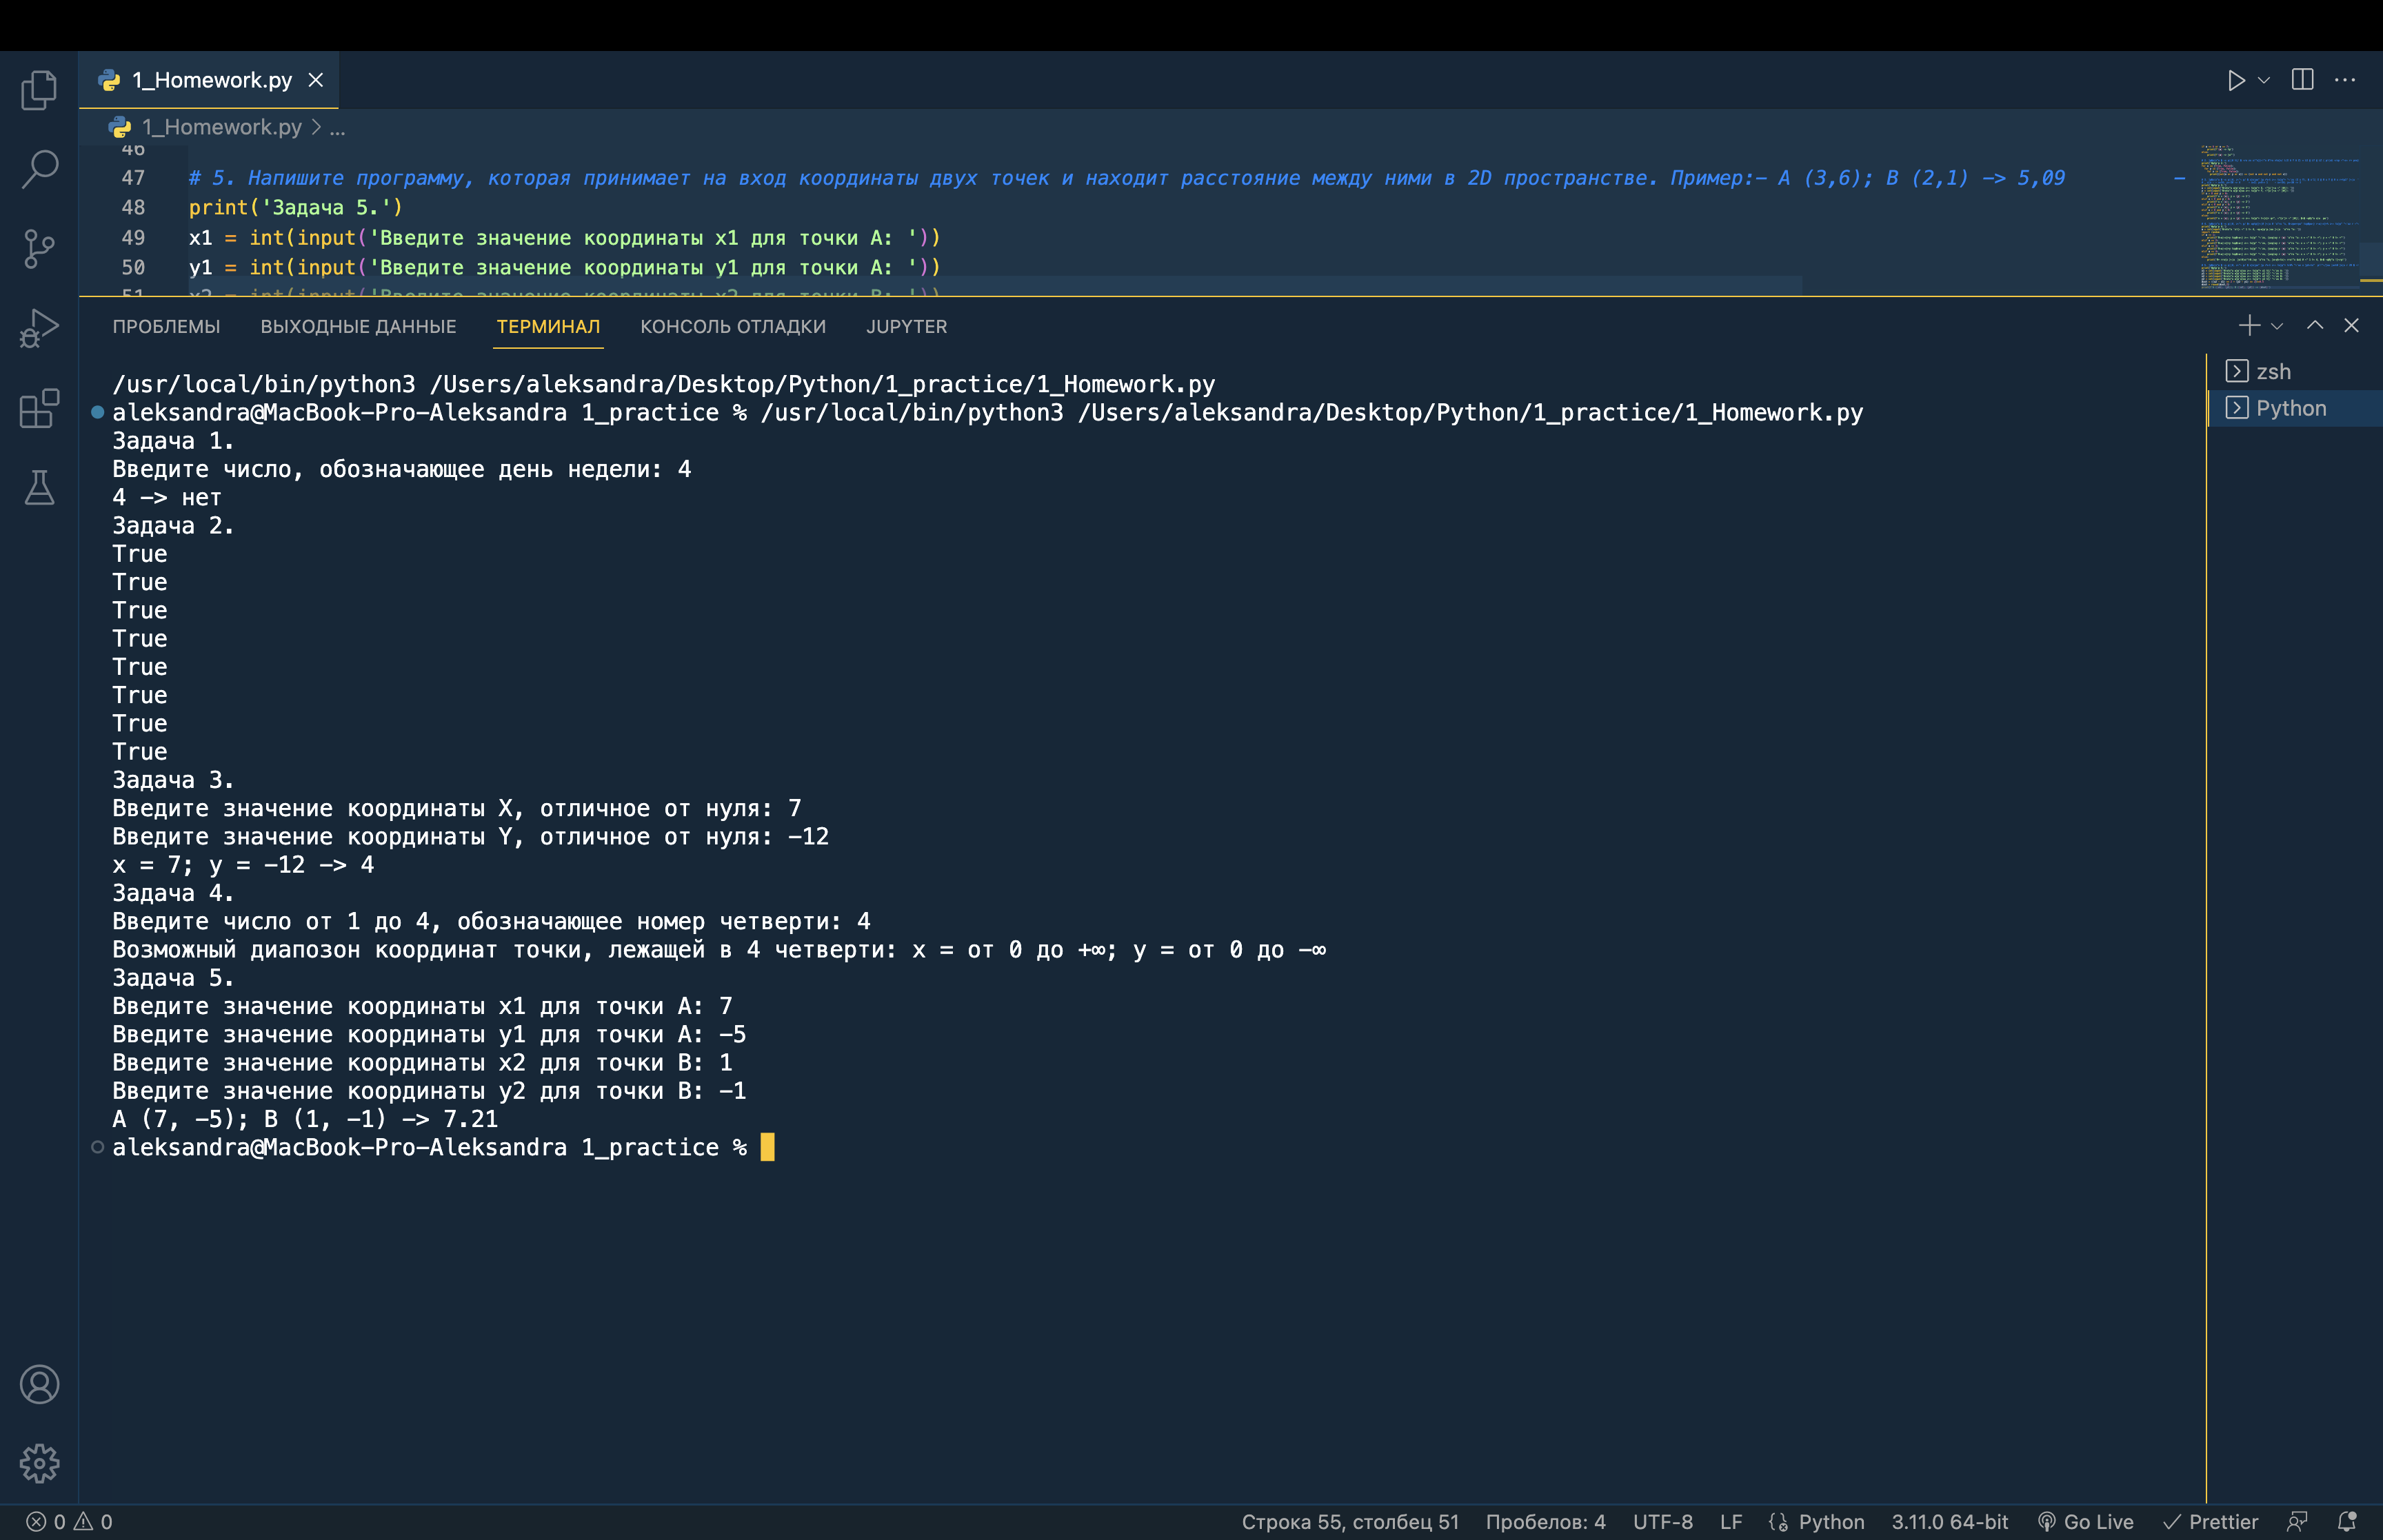 1_Homework.py
1_Homework.py > ...
46
47 # 5. Напишите программу, которая принимает на вход координаты двух точек и находит расстояние между ними в 2D пространстве. Пример:- A (3,6); B (2,1) -> 5,09 -
48 print('Задача 5.')
49 x1 = int(input('Введите значение координаты x1 для точки A: '))
50 y1 = int(input('Введите значение координаты y1 для точки A: '))
51 x2 = int(input('Введите значение координаты x2 для точки B: '))
ПРОБЛЕМЫ ВЫХОДНЫЕ ДАННЫЕ ТЕРМИНАЛ КОНСОЛЬ ОТЛАДКИ JUPYTER
zsh
Python
/usr/local/bin/python3 /Users/aleksandra/Desktop/Python/1_practice/1_Homework.py
aleksandra@MacBook-Pro-Aleksandra 1_practice % /usr/local/bin/python3 /Users/aleksandra/Desktop/Python/1_practice/1_Homework.py
Задача 1.
Введите число, обозначающее день недели: 4
4 -> нет
Задача 2.
True
True
True
True
True
True
True
True
Задача 3.
Введите значение координаты X, отличное от нуля: 7
Введите значение координаты Y, отличное от нуля: -12
x = 7; y = -12 -> 4
Задача 4.
Введите число от 1 до 4, обозначающее номер четверти: 4
Возможный диапозон координат точки, лежащей в 4 четверти: x = от 0 до +∞; y = от 0 до -∞
Задача 5.
Введите значение координаты x1 для точки A: 7
Введите значение координаты y1 для точки A: -5
Введите значение координаты x2 для точки B: 1
Введите значение координаты y2 для точки B: -1
A (7, -5); B (1, -1) -> 7.21
aleksandra@MacBook-Pro-Aleksandra 1_practice %
0 0 Строка 55, столбец 51 Пробелов: 4 UTF-8 LF Python 3.11.0 64-bit Go Live Prettier